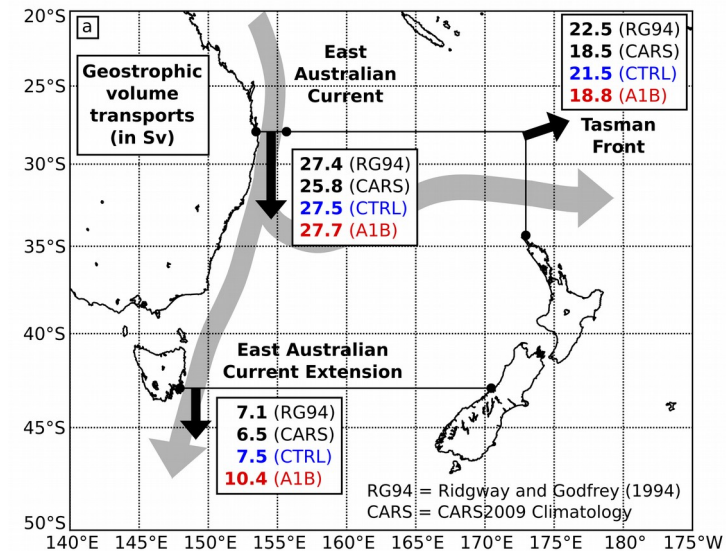 a
20°S
25°S
30°S
35°S
40°S
45°S
50°S
Geostrophic
volume
transports
(in Sv)
East
Australian
Current
22.5 (RG94)
18.5 (CARS)
21.5 (CTRL)
18.8 (A1B)
Tasman
Front
27.4 (RG94)
25.8 (CARS)
27.5 (CTRL)
27.7 (A1B)
East Australian
Current Extension
7.1 (RG94)
6.5 (CARS)
7.5 (CTRL)
10.4 (A1B)
RG94 = Ridgway and Godfrey (1994)
CARS = CARS2009 Climatology
140°E 145°E 150°E 155°E 160°E 165°E 170°E 175°E 180°E 175°W